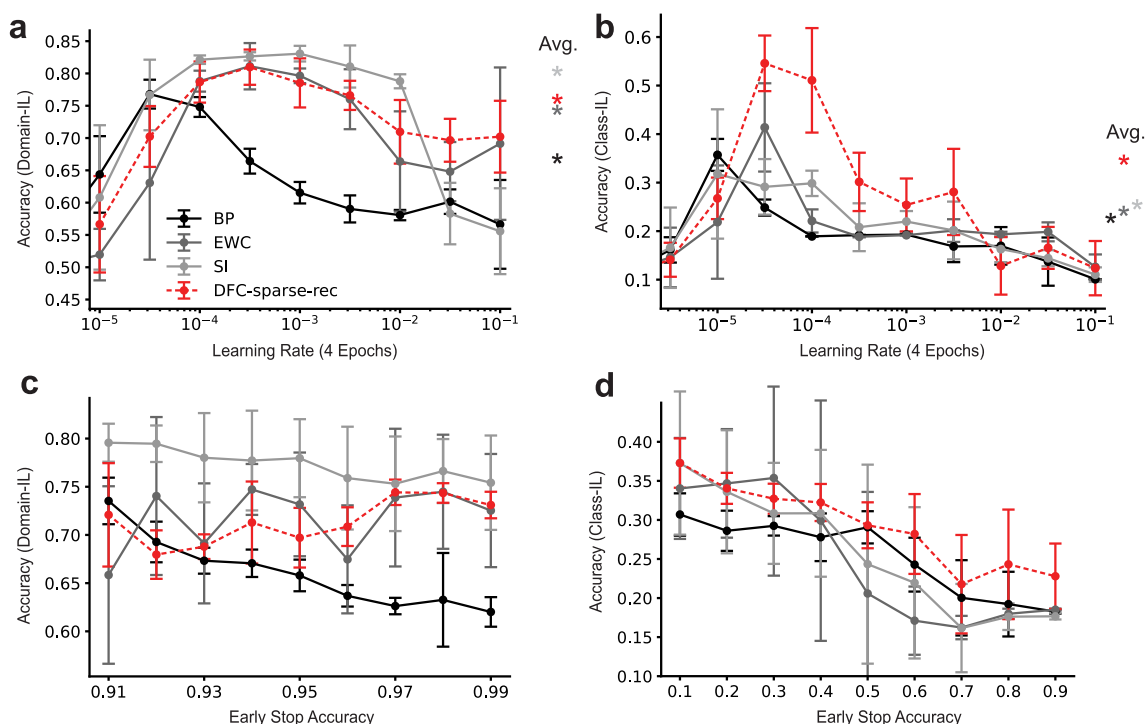 a
Accuracy (Domain-IL)
0.85
0.80
0.75
0.70
0.65
0.60
0.55
0.50
0.45
BP
EWC
SI
DFC-sparse-rec
10⁻⁵ 10⁻⁴ 10⁻³ 10⁻² 10⁻¹
Learning Rate (4 Epochs)
Avg.
*
*
*
*
b
Accuracy (Class-IL)
0.6
0.5
0.4
0.3
0.2
0.1
10⁻⁵ 10⁻⁴ 10⁻³ 10⁻² 10⁻¹
Learning Rate (4 Epochs)
Avg.
*
* * *
c
Accuracy (Domain-IL)
0.80
0.75
0.70
0.65
0.60
0.91 0.93 0.95 0.97 0.99
Early Stop Accuracy
d
Accuracy (Class-IL)
0.40
0.35
0.30
0.25
0.20
0.15
0.10
0.1 0.2 0.3 0.4 0.5 0.6 0.7 0.8 0.9
Early Stop Accuracy